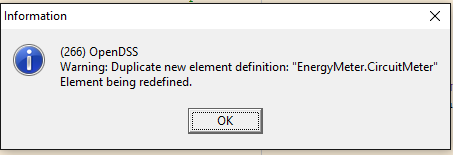 Information
(266) OpenDSS
Warning: Duplicate new element definition: "EnergyMeter.CircuitMeter"
Element being redefined.
OK